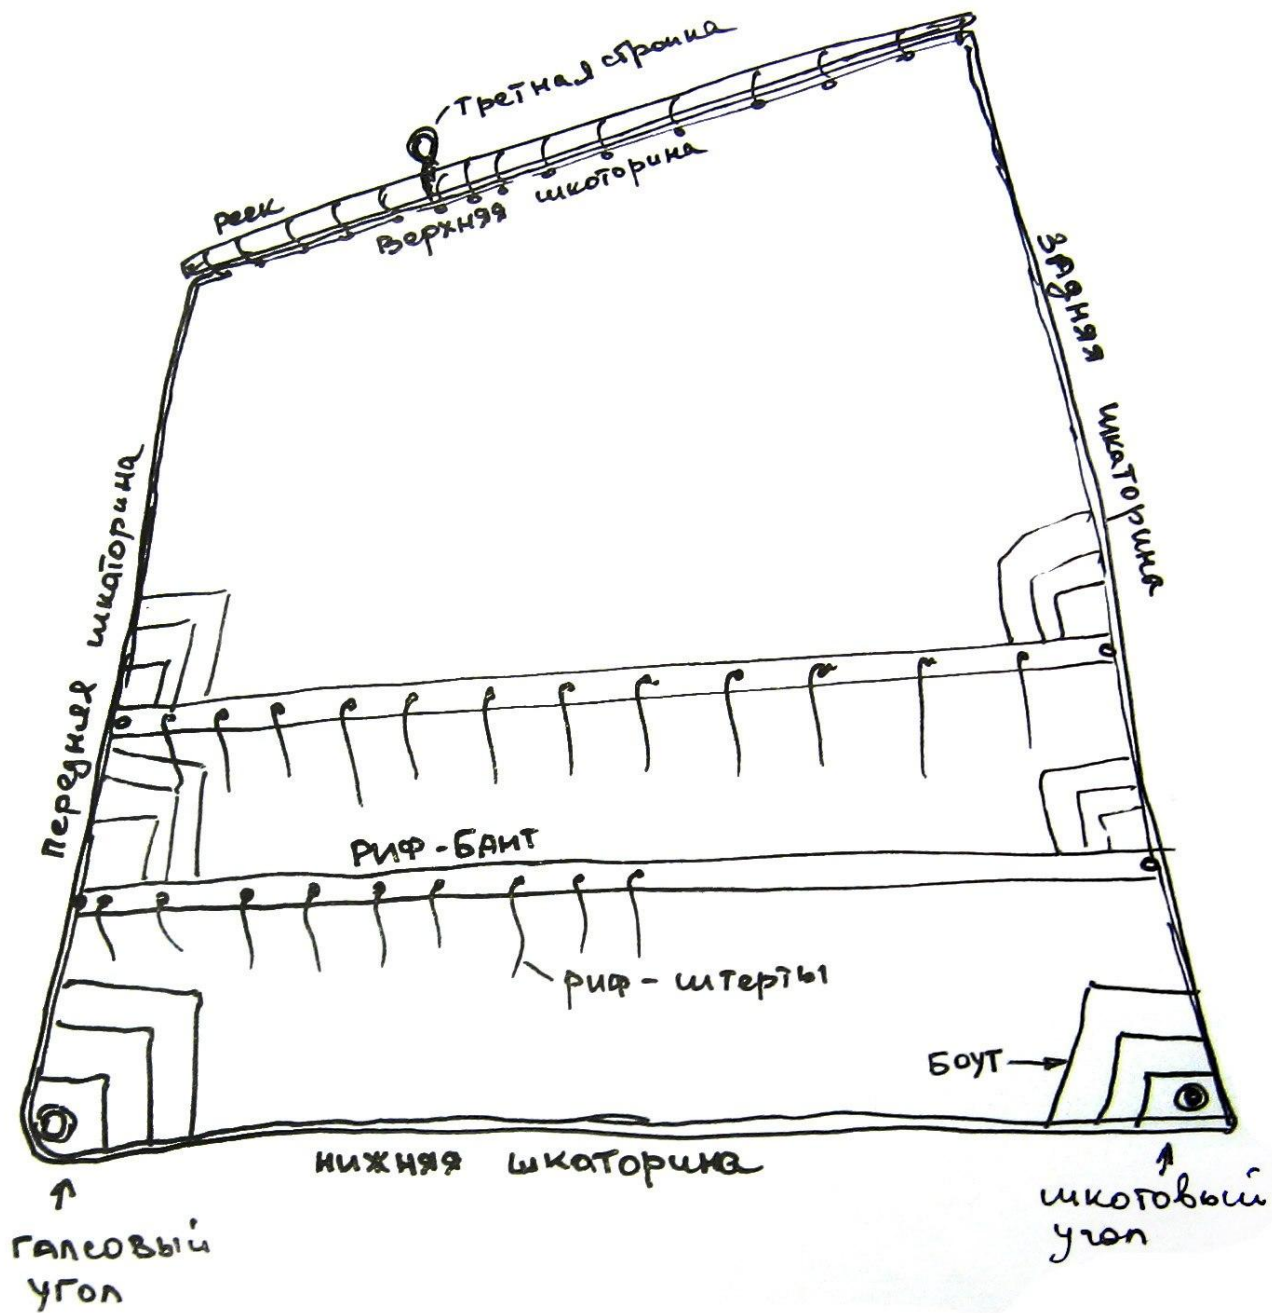 Третная стропка
Реек
Верхняя шкоторина
Задняя шкаторина
Передняя шкаторина
РИФ-БАНТ
РИФ-штерты
БОУТ
нижняя шкаторина
шкотовый
угол
галсовый
угол